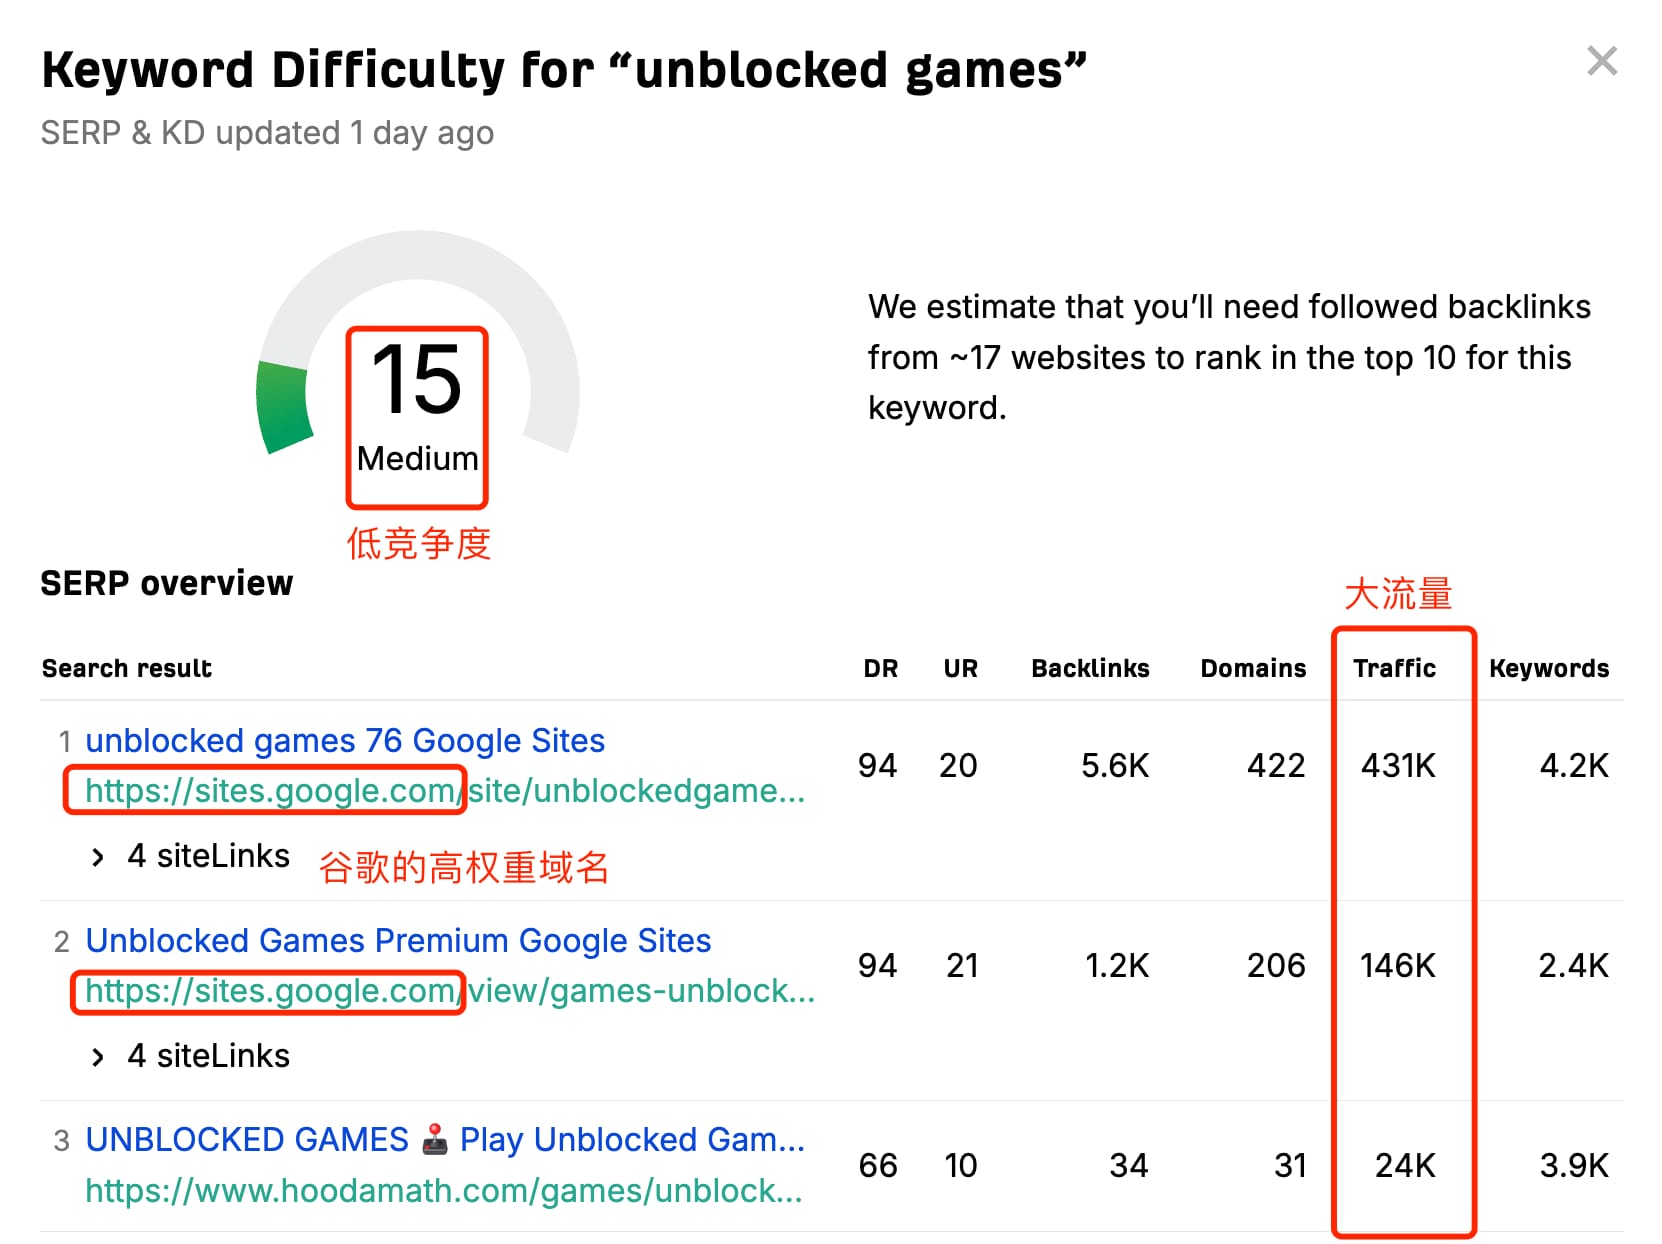 Keyword Difficulty for “unblocked games”
SERP & KD updated 1 day ago
We estimate that you’ll need followed backlinks
from ~17 websites to rank in the top 10 for this
keyword.
15
Medium
低竞争度
SERP overview
大流量
Search result DR UR Backlinks Domains Traffic Keywords
1 unblocked games 76 Google Sites
https://sites.google.com/site/unblockedgame...
94 20 5.6K 422 431K 4.2K
4 siteLinks
谷歌的高权重域名
2 Unblocked Games Premium Google Sites
https://sites.google.com/view/games-unblock...
94 21 1.2K 206 146K 2.4K
4 siteLinks
3 UNBLOCKED GAMES 🕹️ Play Unblocked Gam...
https://www.hoodamath.com/games/unblock...
66 10 34 31 24K 3.9K